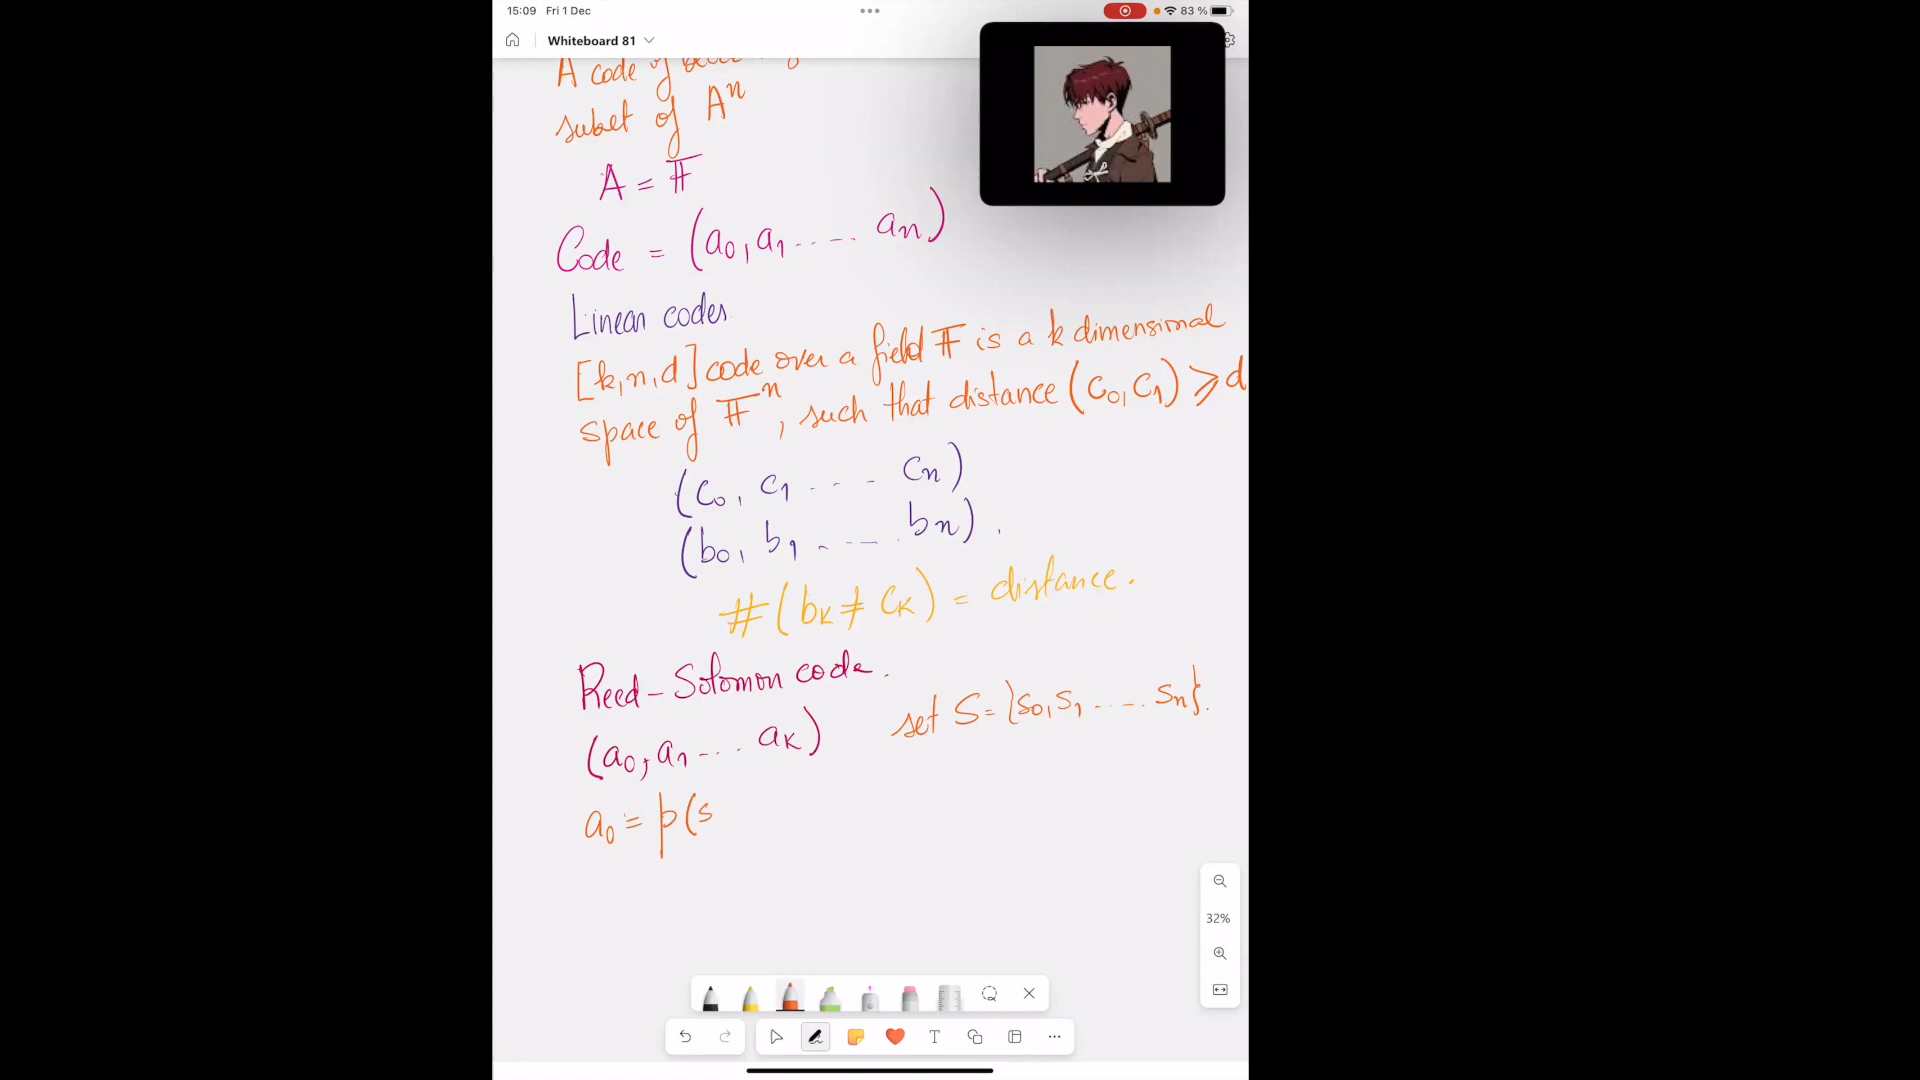 15:09 Fri 1 Dec
83 %
Whiteboard 81
A code of
subet of Aⁿ
A = 𝔽
Code = (a₀, a₁ ..... aₙ)
Linear codes
[k, n, d] code over a field 𝔽 is a k dimensional
space of 𝔽ⁿ, such that distance (c₀, c₁) ⩾ d
(c₀, c₁ .... cₙ)
(b₀, b₁ ..... bₙ).
#(bₖ ≠ cₖ) = distance.
Reed-Solomon code.
(a₀, a₁ ... aₖ) set S = {s₀, s₁ ..... sₙ}.
a₀ = p(s
32%
T